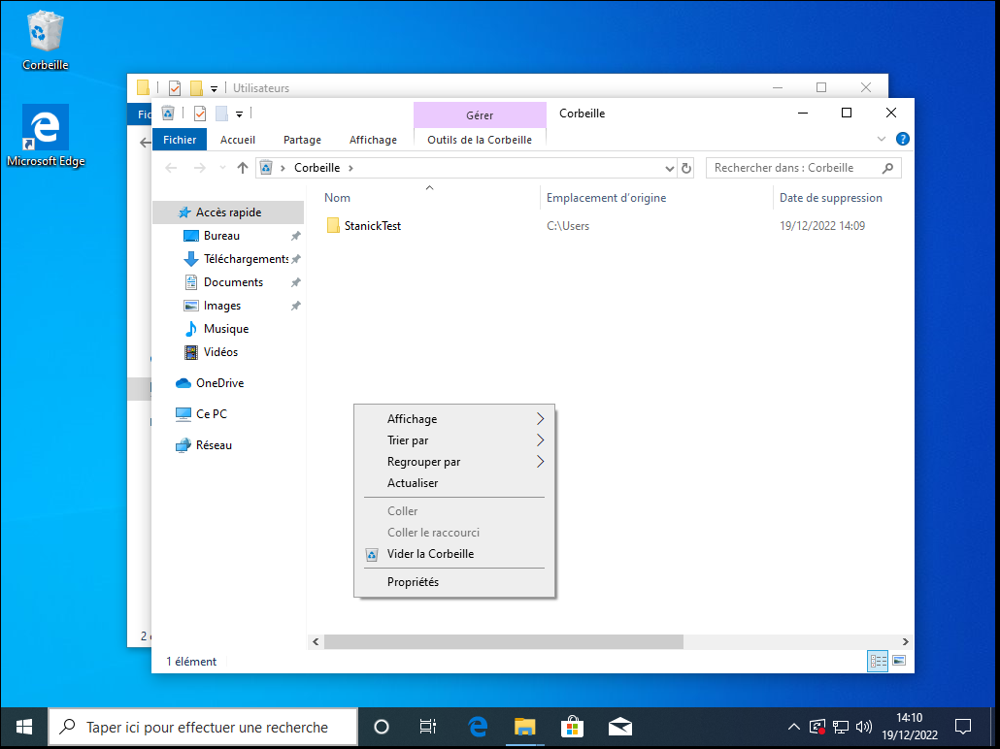 Corbeille
Microsoft Edge
Utilisateurs
Fic
Gérer
Corbeille
Fichier
Accueil
Partage
Affichage
Outils de la Corbeille
Corbeille
Rechercher dans : Corbeille
Nom
Emplacement d'origine
Date de suppression
StanickTest
C:\Users
19/12/2022 14:09
Accès rapide
Bureau
Téléchargements
Documents
Images
Musique
Vidéos
OneDrive
Ce PC
Réseau
Affichage
Trier par
Regrouper par
Actualiser
Coller
Coller le raccourci
Vider la Corbeille
Propriétés
2
1 élément
Taper ici pour effectuer une recherche
14:10
19/12/2022